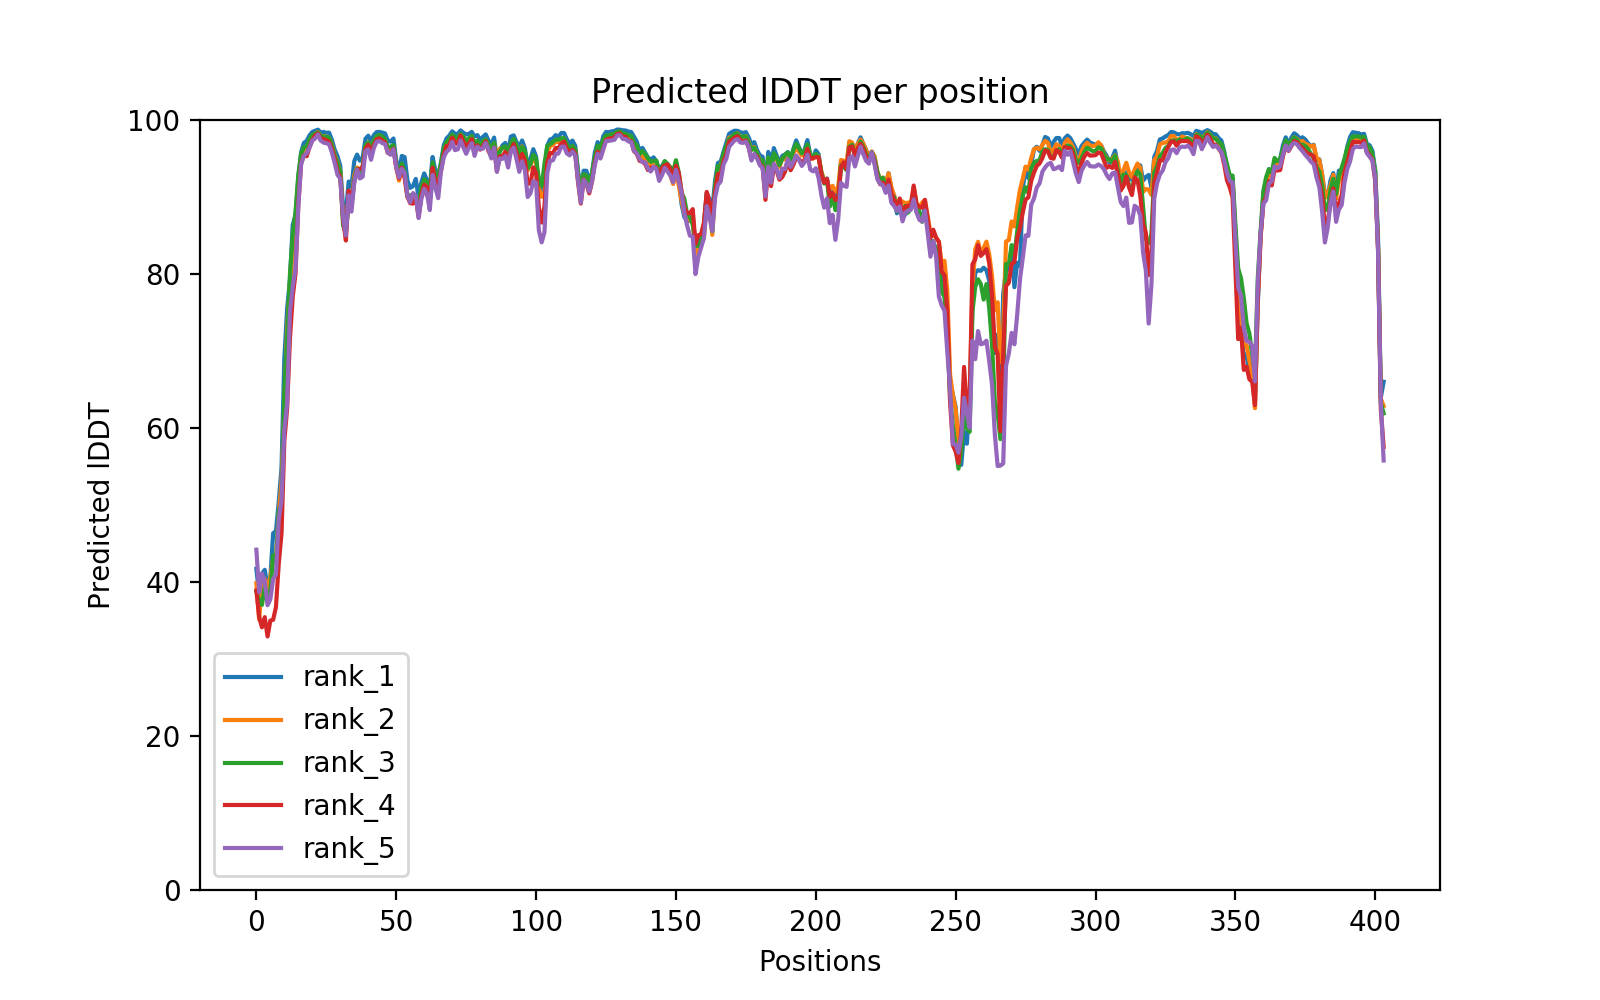 Predicted lDDT per position
100
80
60
40
20
0
Predicted lDDT
rank_1
rank_2
rank_3
rank_4
rank_5
0 50 100 150 200 250 300 350 400
Positions